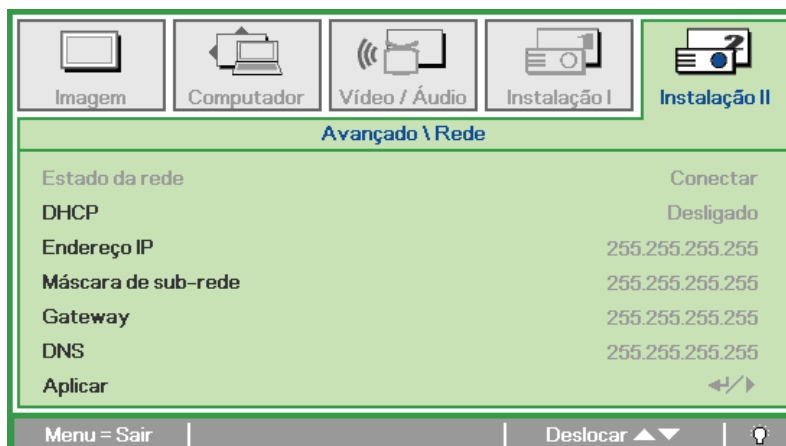 Imagem Computador Vídeo / Áudio Instalação I Instalação II
Avançado \ Rede
Estado da rede Conectar
DHCP Desligado
Endereço IP 255.255.255.255
Máscara de sub-rede 255.255.255.255
Gateway 255.255.255.255
DNS 255.255.255.255
Aplicar
Menu = Sair Deslocar ▲▼